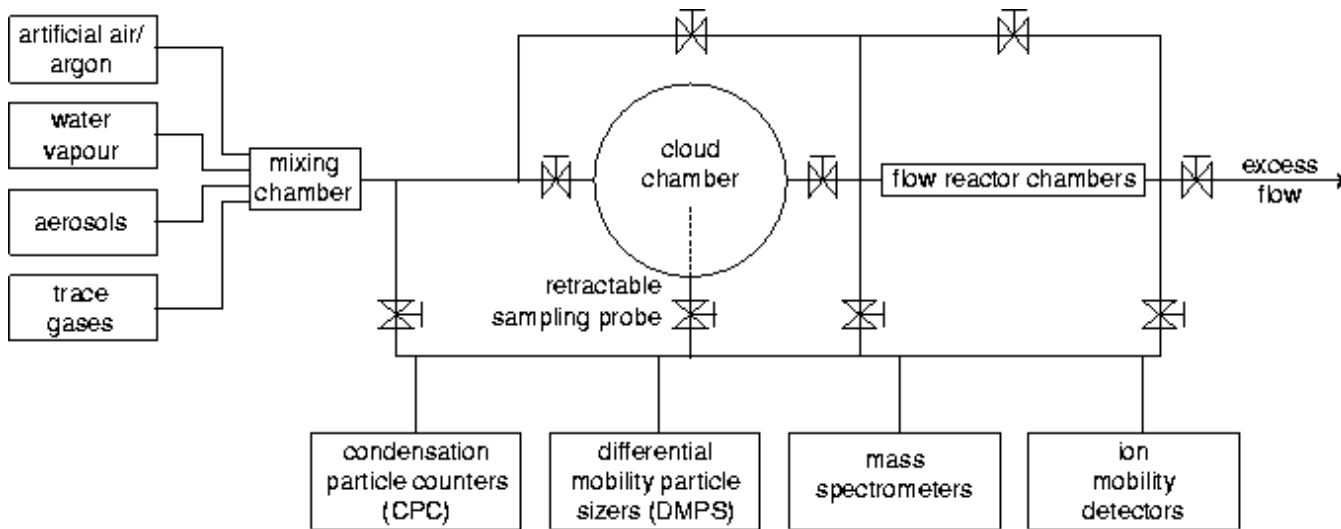 artificial air/
argon
water
vapour
aerosols
trace
gases
mixing
chamber
cloud
chamber
retractable
sampling probe
flow reactor chambers
excess
flow
condensation
particle counters
(CPC)
differential
mobility particle
sizers (DMPS)
mass
spectrometers
ion
mobility
detectors